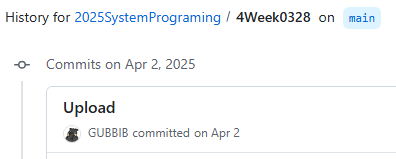 History for 2025SystemPrograming / 4Week0328 on main
Commits on Apr 2, 2025
Upload
GUBBIB committed on Apr 2